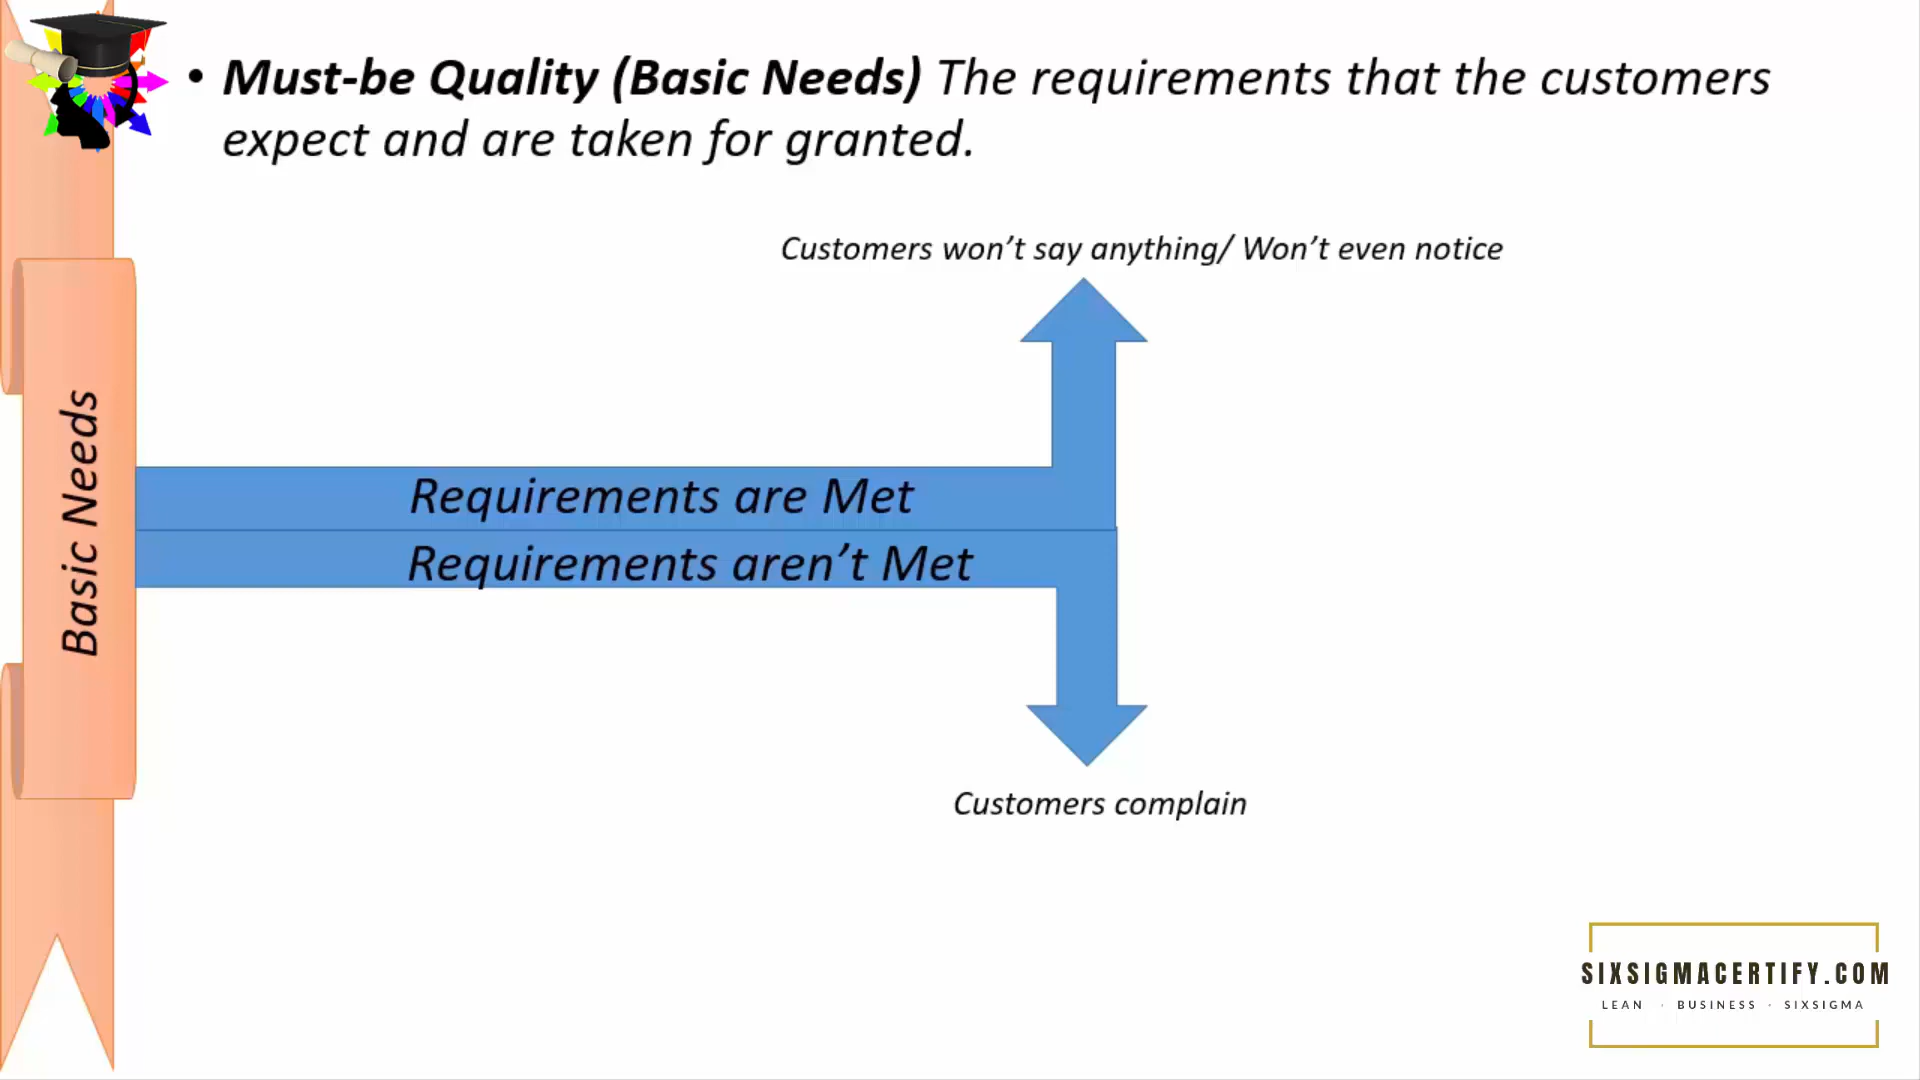 • Must-be Quality (Basic Needs) The requirements that the customers
expect and are taken for granted.
Customers won’t say anything/ Won’t even notice
Basic Needs
Requirements are Met
Requirements aren’t Met
Customers complain
SIXSIGMACERTIFY.COM
LEAN · BUSINESS · SIXSIGMA